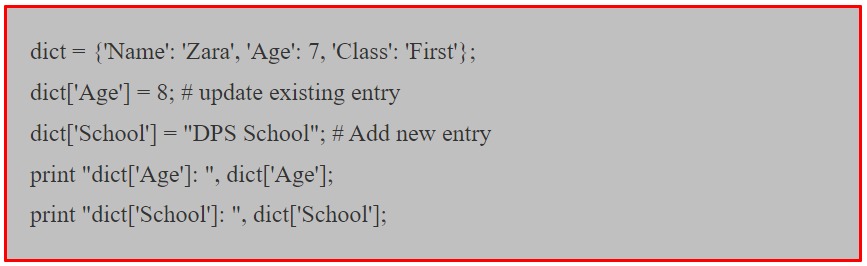 dict = {'Name': 'Zara', 'Age': 7, 'Class': 'First'};
dict['Age'] = 8; # update existing entry
dict['School'] = "DPS School"; # Add new entry
print "dict['Age']: ", dict['Age'];
print "dict['School']: ", dict['School'];